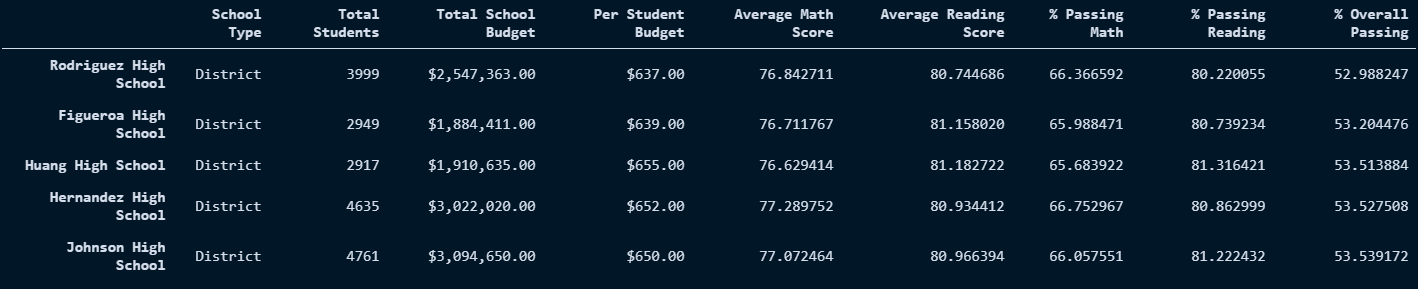 School Total Total School Per Student Average Math Average Reading % Passing % Passing % Overall
Type Students Budget Budget Score Score Math Reading Passing
Rodriguez High
School District 3999 $2,547,363.00 $637.00 76.842711 80.744686 66.366592 80.220055 52.988247
Figueroa High
School District 2949 $1,884,411.00 $639.00 76.711767 81.158020 65.988471 80.739234 53.204476
Huang High School District 2917 $1,910,635.00 $655.00 76.629414 81.182722 65.683922 81.316421 53.513884
Hernandez High
School District 4635 $3,022,020.00 $652.00 77.289752 80.934412 66.752967 80.862999 53.527508
Johnson High
School District 4761 $3,094,650.00 $650.00 77.072464 80.966394 66.057551 81.222432 53.539172